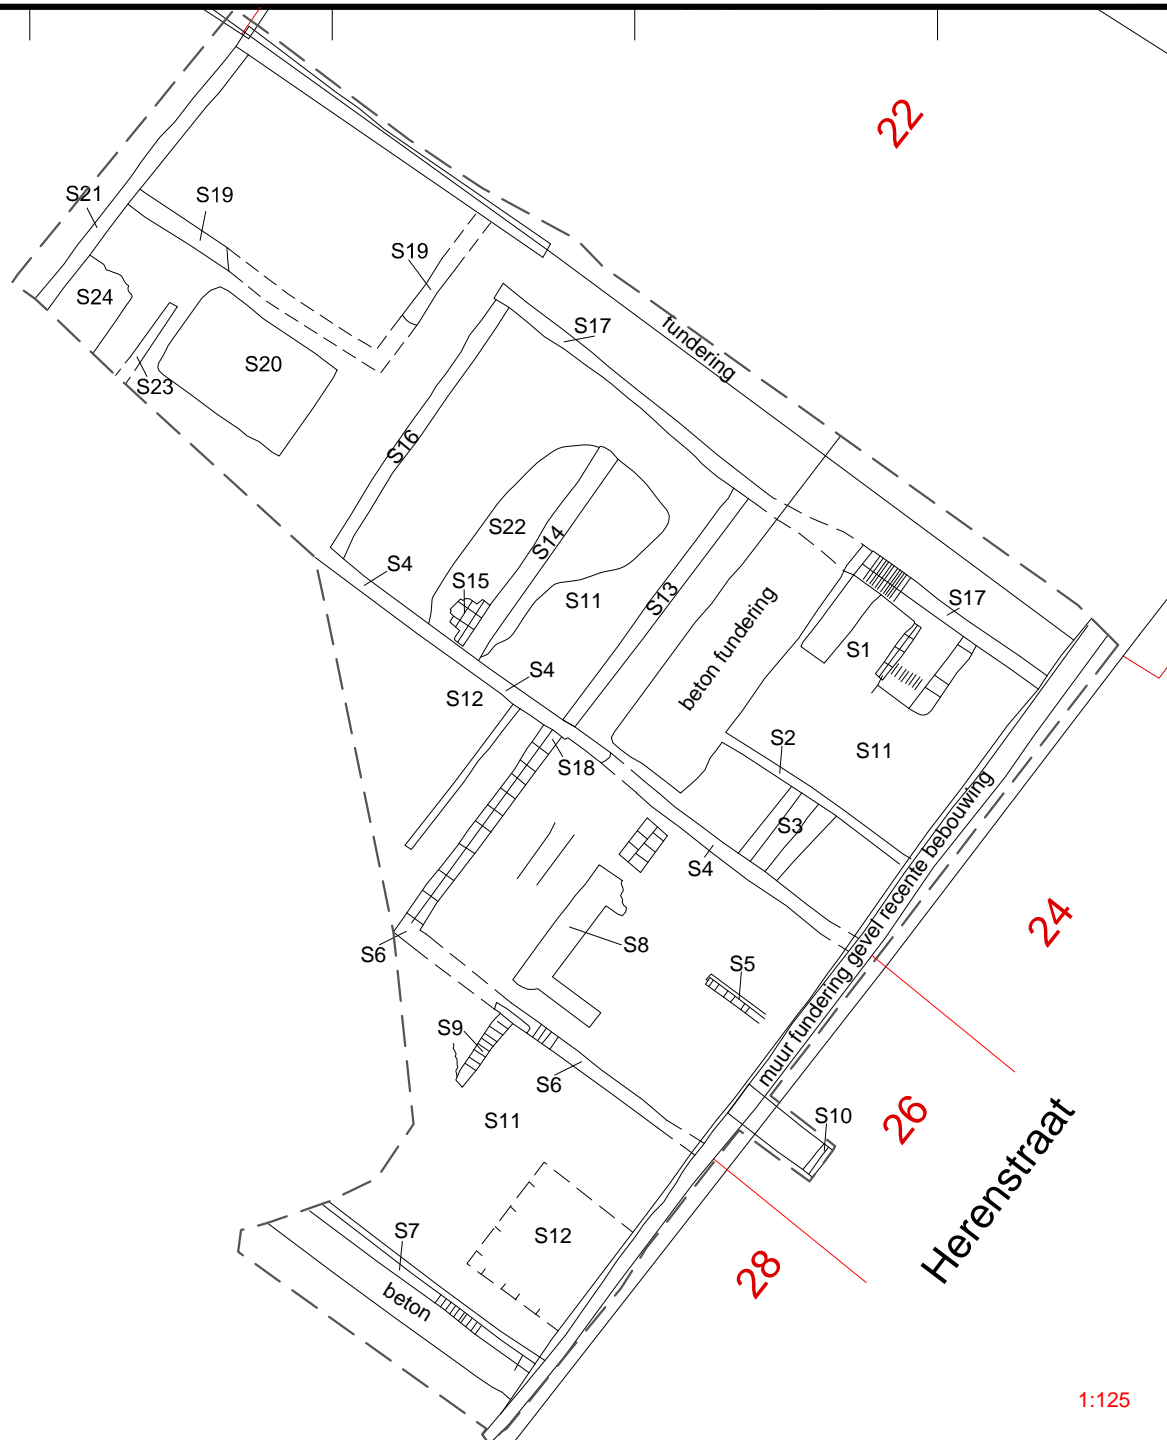 22
S21
S19
S19
S24
S17
fundering
S23
S20
S16
S22
S14
S4
S15
S11
S13
beton fundering
S17
S1
S4
S12
S18
S2
S11
S3
S4
muur fundering gevel recente bebouwing
24
S6
S8
S5
S9
S6
S10
26
S11
Herenstraat
S7
S12
28
beton
1:125